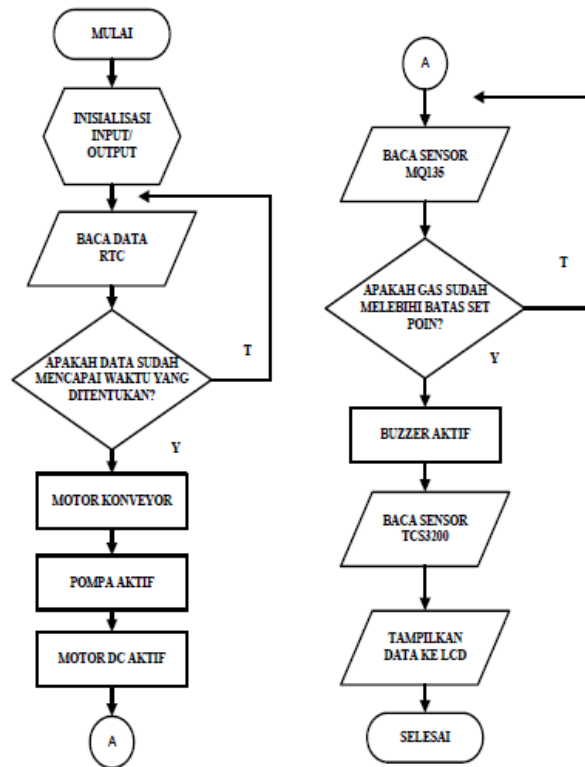 MULAI
INISIALISASI
INPUT/
OUTPUT
BACA DATA
RTC
APAKAH DATA SUDAH
MENCAPAI WAKTU YANG
DITENTUKAN?
T
Y
MOTOR KONVEYOR
POMPA AKTIF
MOTOR DC AKTIF
A
A
BACA SENSOR
MQ135
APAKAH GAS SUDAH
MELEBIHI BATAS SET
POIN?
T
Y
BUZZER AKTIF
BACA SENSOR
TCS3200
TAMPILKAN
DATA KE LCD
SELESAI